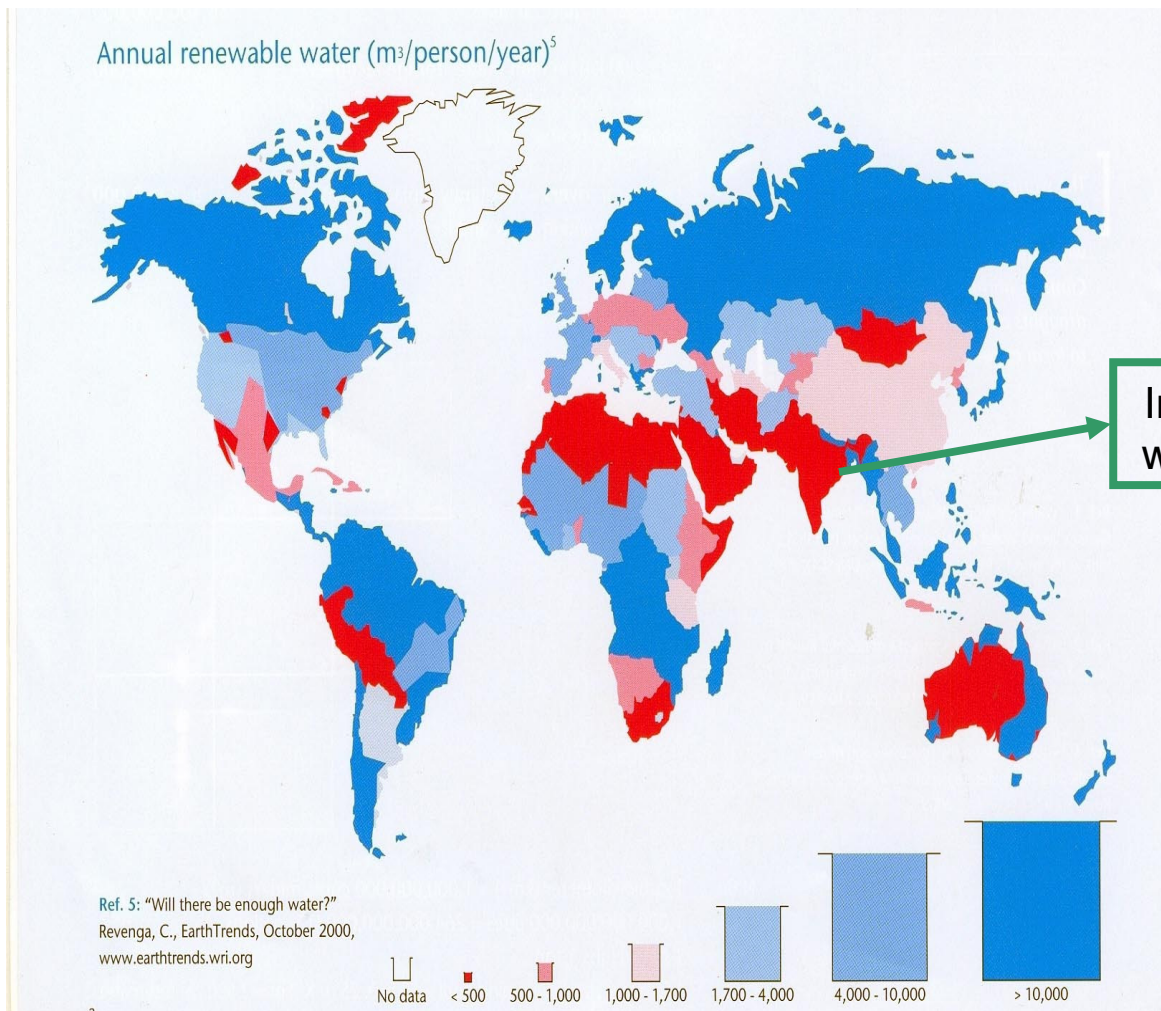 Annual renewable water (m³/person/year)⁵
Ref. 5: "Will there be enough water?"
Revenga, C., EarthTrends, October 2000,
www.earthtrends.wri.org
No data
< 500
500 - 1,000
1,000 - 1,700
1,700 - 4,000
4,000 - 10,000
> 10,000